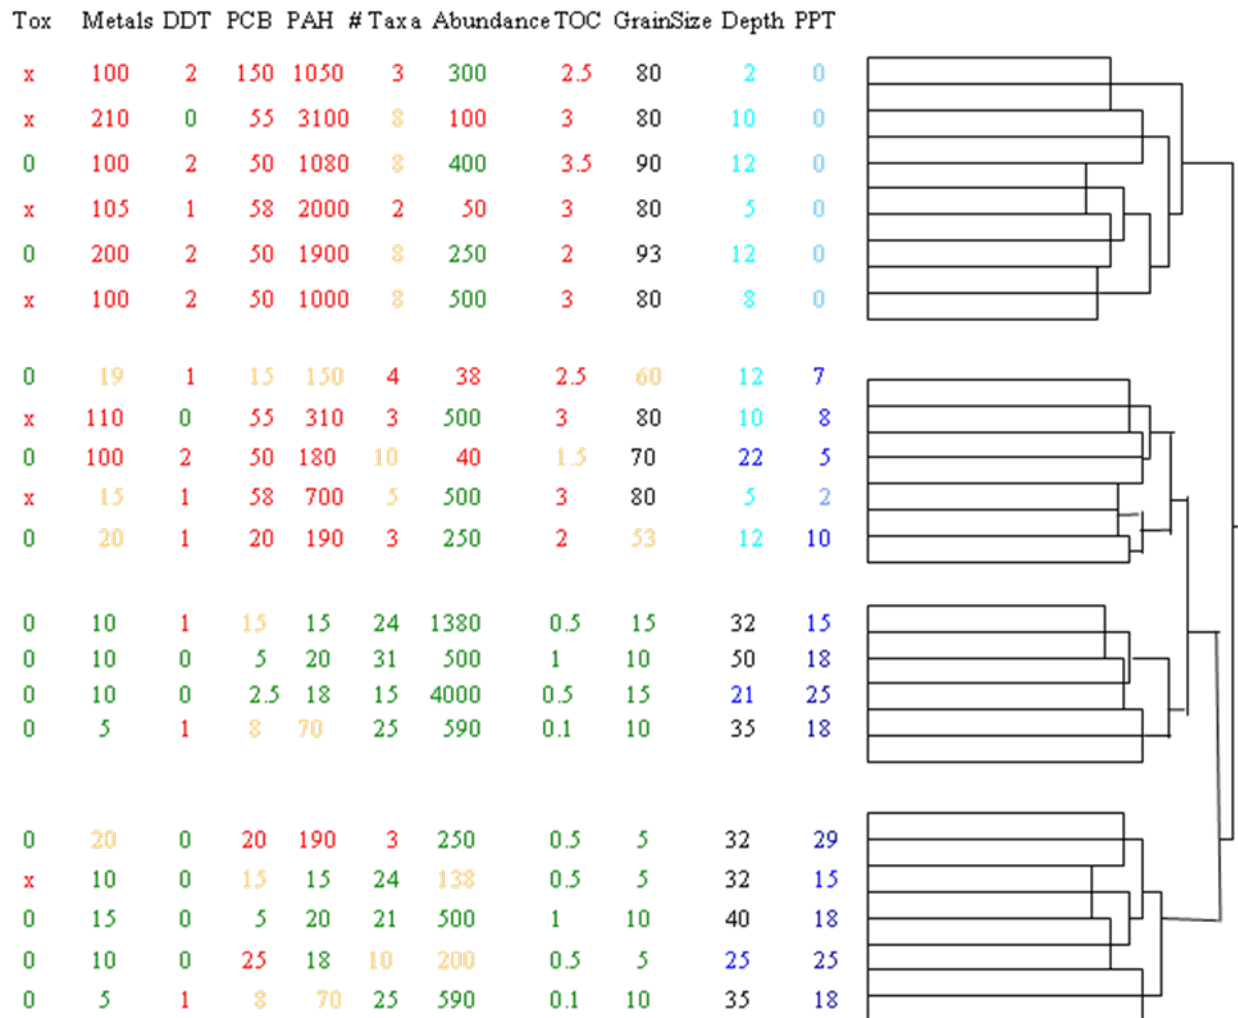 Tox Metals DDT PCB PAH # Taxa Abundance TOC GrainSize Depth PPT
x 100 2 150 1050 3 300 2.5 80 2 0
x 210 0 55 3100 8 100 3 80 10 0
0 100 2 50 1080 8 400 3.5 90 12 0
x 105 1 58 2000 2 50 3 80 5 0
0 200 2 50 1900 8 250 2 93 12 0
x 100 2 50 1000 8 500 3 80 8 0
0 19 1 15 150 4 38 2.5 60 12 7
x 110 0 55 310 3 500 3 80 10 8
0 100 2 50 180 10 40 1.5 70 22 5
x 15 1 58 700 5 500 3 80 5 2
0 20 1 20 190 3 250 2 53 12 10
0 10 1 15 15 24 1380 0.5 15 32 15
0 10 0 5 20 31 500 1 10 50 18
0 10 0 2.5 18 15 4000 0.5 15 21 25
0 5 1 8 70 25 590 0.1 10 35 18
0 20 0 20 190 3 250 0.5 5 32 29
x 10 0 15 15 24 138 0.5 5 32 15
0 15 0 5 20 21 500 1 10 40 18
0 10 0 25 18 10 200 0.5 5 25 25
0 5 1 8 70 25 590 0.1 10 35 18